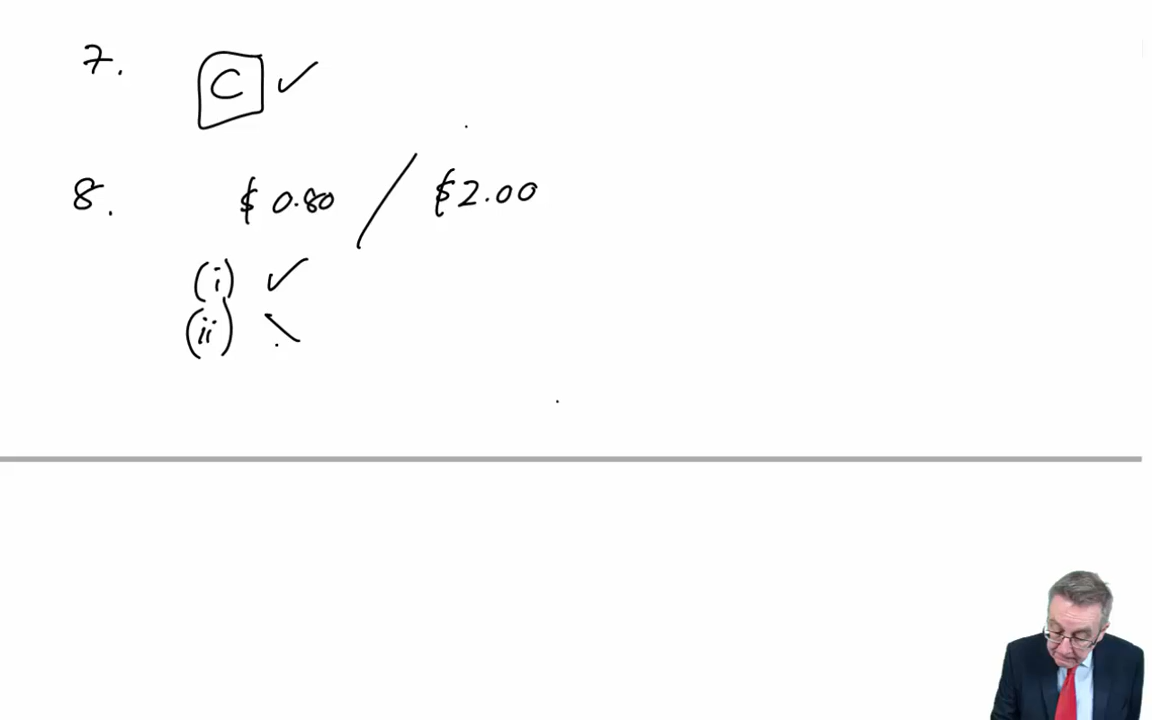 7. C ✓
8. $0.80 / $2.00
(i) ✓
(ii) \